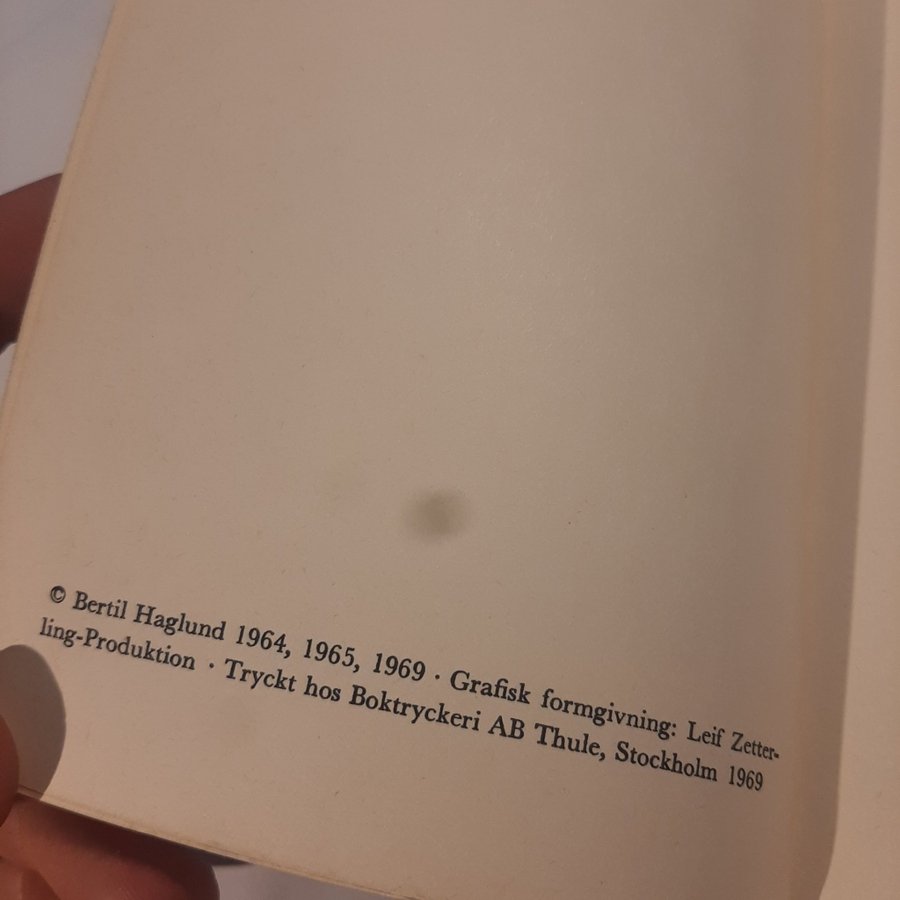 © Bertil Haglund 1964, 1965, 1969 · Grafisk formgivning: Leif Zetter-
ling-Produktion · Tryckt hos Boktryckeri AB Thule, Stockholm 1969